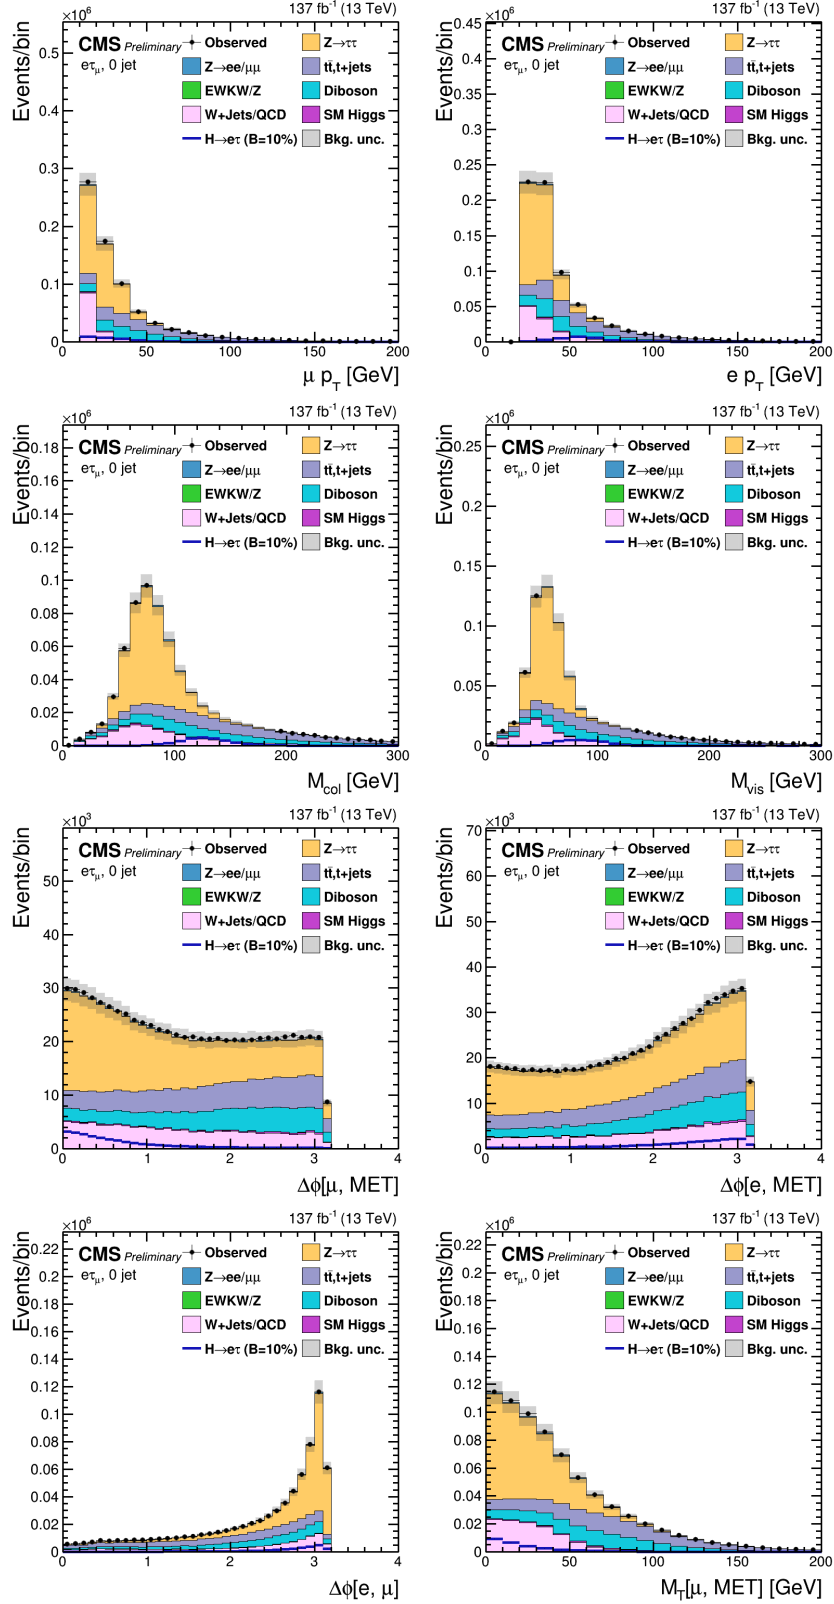 ×10⁶ 137 fb⁻¹ (13 TeV)
Events/bin
CMS Preliminary
eτμ, 0 jet
Observed Z→ττ
Z→ee/μμ tt̄,t+jets
EWKW/Z Diboson
W+Jets/QCD SM Higgs
H→eτ (B=10%) Bkg. unc.
0.5
0.4
0.3
0.2
0.1
0
0 50 100 150 200
μ p_T [GeV]
×10⁶ 137 fb⁻¹ (13 TeV)
Events/bin
CMS Preliminary
eτμ, 0 jet
Observed Z→ττ
Z→ee/μμ tt̄,t+jets
EWKW/Z Diboson
W+Jets/QCD SM Higgs
H→eτ (B=10%) Bkg. unc.
0.45
0.4
0.35
0.3
0.25
0.2
0.15
0.1
0.05
0
0 50 100 150 200
e p_T [GeV]
×10⁶ 137 fb⁻¹ (13 TeV)
Events/bin
CMS Preliminary
eτμ, 0 jet
Observed Z→ττ
Z→ee/μμ tt̄,t+jets
EWKW/Z Diboson
W+Jets/QCD SM Higgs
H→eτ (B=10%) Bkg. unc.
0.18
0.16
0.14
0.12
0.1
0.08
0.06
0.04
0.02
0
0 100 200 300
M_col [GeV]
×10⁶ 137 fb⁻¹ (13 TeV)
Events/bin
CMS Preliminary
eτμ, 0 jet
Observed Z→ττ
Z→ee/μμ tt̄,t+jets
EWKW/Z Diboson
W+Jets/QCD SM Higgs
H→eτ (B=10%) Bkg. unc.
0.25
0.2
0.15
0.1
0.05
0
0 100 200 300
M_vis [GeV]
×10³ 137 fb⁻¹ (13 TeV)
Events/bin
CMS Preliminary
eτμ, 0 jet
Observed Z→ττ
Z→ee/μμ tt̄,t+jets
EWKW/Z Diboson
W+Jets/QCD SM Higgs
H→eτ (B=10%) Bkg. unc.
50
40
30
20
10
0
0 1 2 3 4
Δϕ[μ, MET]
×10³ 137 fb⁻¹ (13 TeV)
Events/bin
CMS Preliminary
eτμ, 0 jet
Observed Z→ττ
Z→ee/μμ tt̄,t+jets
EWKW/Z Diboson
W+Jets/QCD SM Higgs
H→eτ (B=10%) Bkg. unc.
70
60
50
40
30
20
10
0
0 1 2 3 4
Δϕ[e, MET]
×10⁶ 137 fb⁻¹ (13 TeV)
Events/bin
CMS Preliminary
eτμ, 0 jet
Observed Z→ττ
Z→ee/μμ tt̄,t+jets
EWKW/Z Diboson
W+Jets/QCD SM Higgs
H→eτ (B=10%) Bkg. unc.
0.22
0.2
0.18
0.16
0.14
0.12
0.1
0.08
0.06
0.04
0.02
0
0 1 2 3 4
Δϕ[e, μ]
×10⁶ 137 fb⁻¹ (13 TeV)
Events/bin
CMS Preliminary
eτμ, 0 jet
Observed Z→ττ
Z→ee/μμ tt̄,t+jets
EWKW/Z Diboson
W+Jets/QCD SM Higgs
H→eτ (B=10%) Bkg. unc.
0.22
0.2
0.18
0.16
0.14
0.12
0.1
0.08
0.06
0.04
0.02
0
0 50 100 150 200
M_T[μ, MET] [GeV]